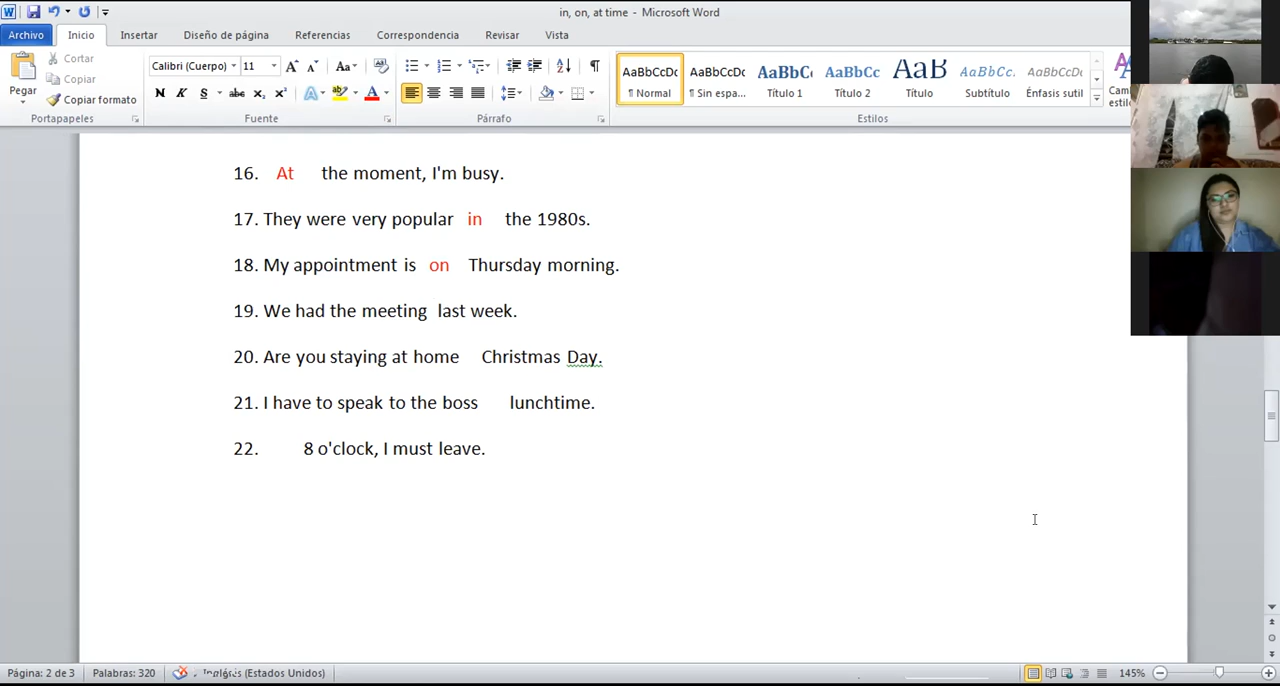 in, on, at time - Microsoft Word
Archivo Inicio Insertar Diseño de página Referencias Correspondencia Revisar Vista
Pegar
Cortar
Copiar
Copiar formato
Portapapeles
Calibri (Cuerpo) 11
N K S abc x₂ x² A ab A
Fuente
Párrafo
AaBbCcDc AaBbCcDc AaBbC AaBbCc AaB AaBbCc. AaBbCcDc
¶ Normal ¶ Sin espa... Título 1 Título 2 Título Subtítulo Énfasis sutil
Estilos
16. At the moment, I'm busy.
17. They were very popular in the 1980s.
18. My appointment is on Thursday morning.
19. We had the meeting last week.
20. Are you staying at home Christmas Day.
21. I have to speak to the boss lunchtime.
22. 8 o'clock, I must leave.
Página: 2 de 3 Palabras: 320 Inglés (Estados Unidos) 145%